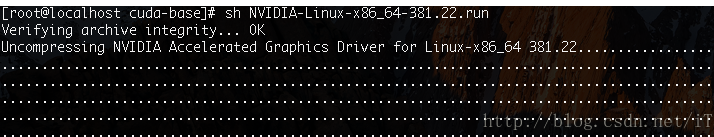 [root@localhost cuda-base]# sh NVIDIA-Linux-x86_64-381.22.run
Verifying archive integrity... OK
Uncompressing NVIDIA Accelerated Graphics Driver for Linux-x86_64 381.22.................
.........................................................................................
.........................................................................................
.........................................................................................
.........................................................................................
.........................................................................................
http://blog.csdn.net/iT